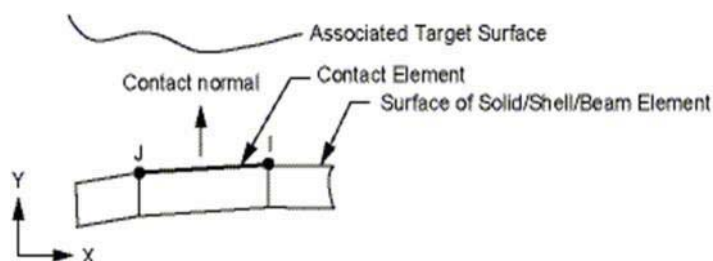 Associated Target Surface
Contact normal
Contact Element
Surface of Solid/Shell/Beam Element
J
I
Y
X